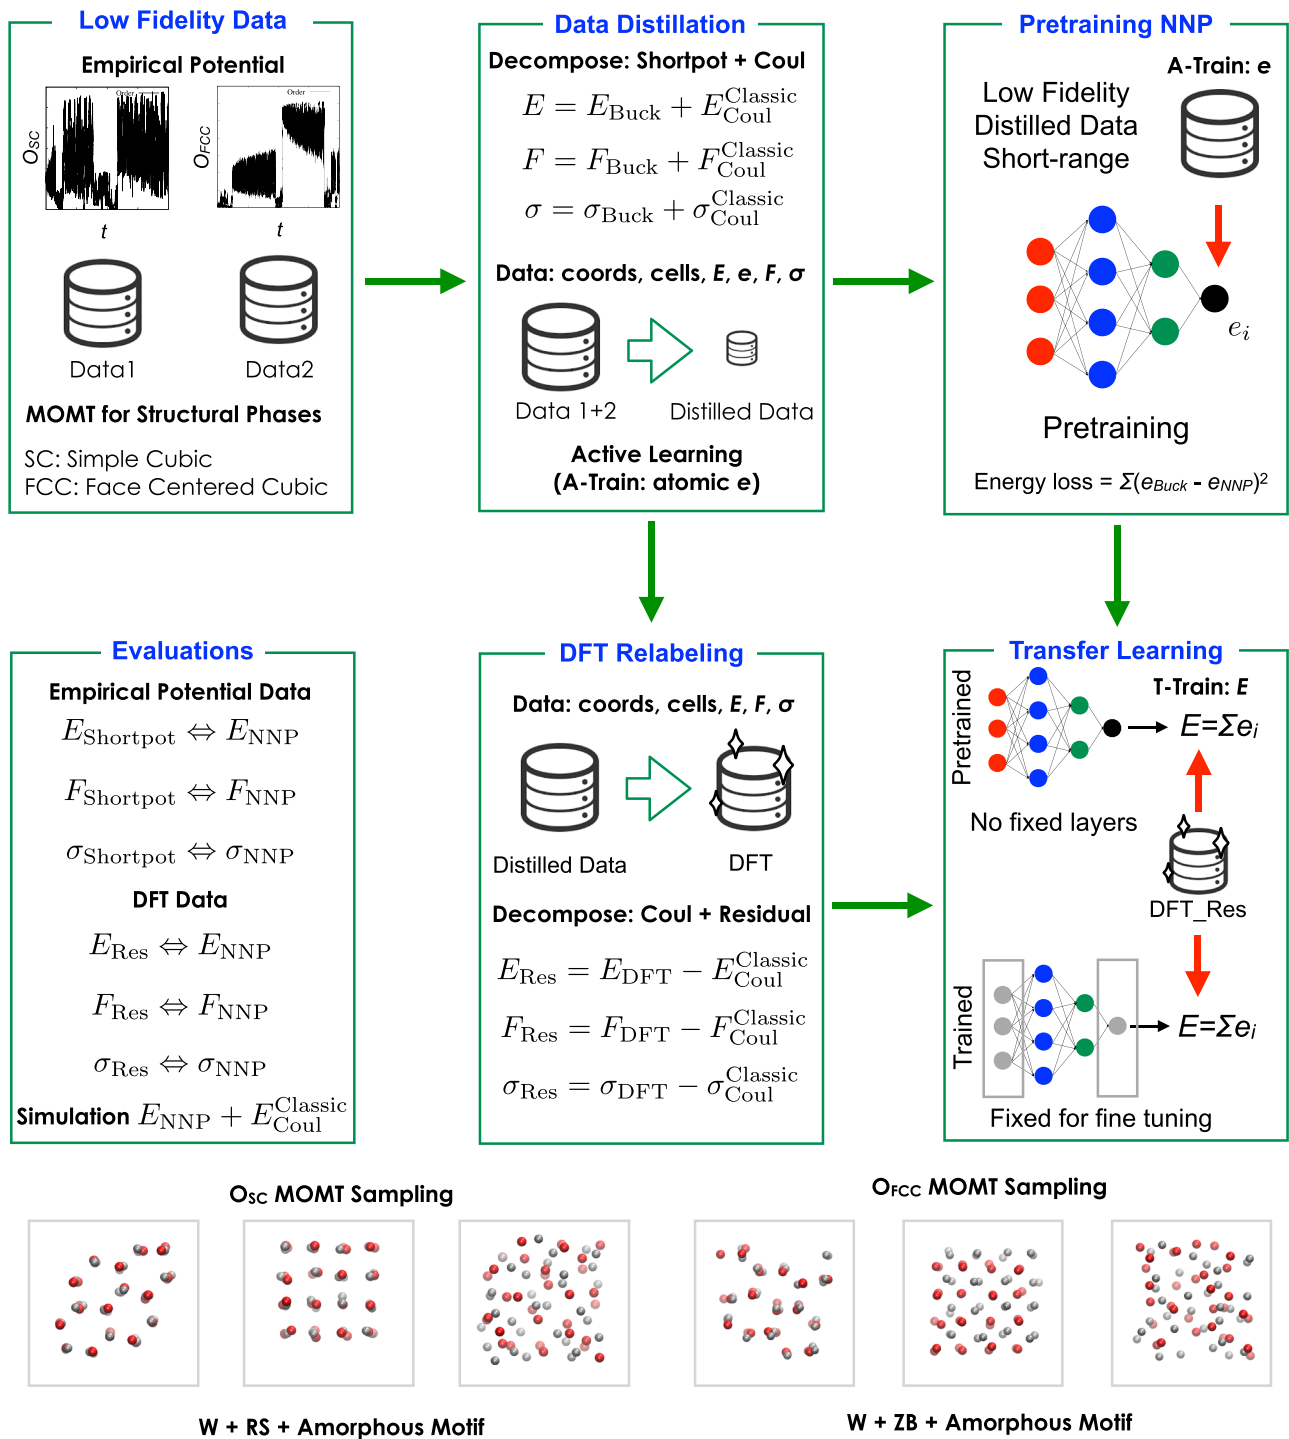 Low Fidelity Data
Empirical Potential
Order
O_SC
t
Order
O_FCC
t
Data1
Data2
MOMT for Structural Phases
SC: Simple Cubic
FCC: Face Centered Cubic
Data Distillation
Decompose: Shortpot + Coul
E = E_Buck + E_Coul^Classic
F = F_Buck + F_Coul^Classic
σ = σ_Buck + σ_Coul^Classic
Data: coords, cells, E, e, F, σ
Data 1+2
Distilled Data
Active Learning
(A-Train: atomic e)
Pretraining NNP
A-Train: e
Low Fidelity
Distilled Data
Short-range
e_i
Pretraining
Energy loss = Σ(e_Buck - e_NNP)²
Evaluations
Empirical Potential Data
E_Shortpot ⇔ E_NNP
F_Shortpot ⇔ F_NNP
σ_Shortpot ⇔ σ_NNP
DFT Data
E_Res ⇔ E_NNP
F_Res ⇔ F_NNP
σ_Res ⇔ σ_NNP
Simulation E_NNP + E_Coul^Classic
DFT Relabeling
Data: coords, cells, E, F, σ
Distilled Data
DFT
Decompose: Coul + Residual
E_Res = E_DFT − E_Coul^Classic
F_Res = F_DFT − F_Coul^Classic
σ_Res = σ_DFT − σ_Coul^Classic
Transfer Learning
Pretrained
T-Train: E
E=Σe_i
No fixed layers
DFT_Res
Trained
E=Σe_i
Fixed for fine tuning
O_SC MOMT Sampling
O_FCC MOMT Sampling
W + RS + Amorphous Motif
W + ZB + Amorphous Motif